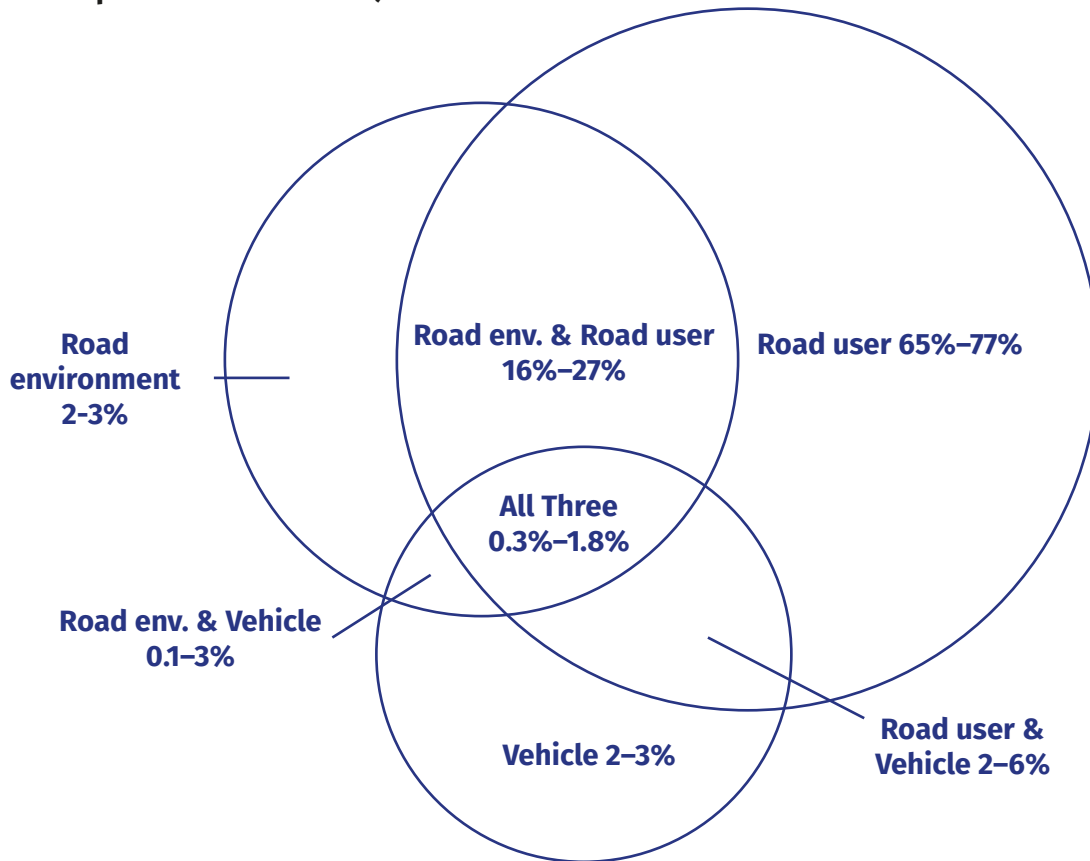 Road env. & Road user
16%–27%
Road user 65%–77%
Road
environment
2-3%
All Three
0.3%–1.8%
Road env. & Vehicle
0.1–3%
Vehicle 2–3%
Road user &
Vehicle 2–6%